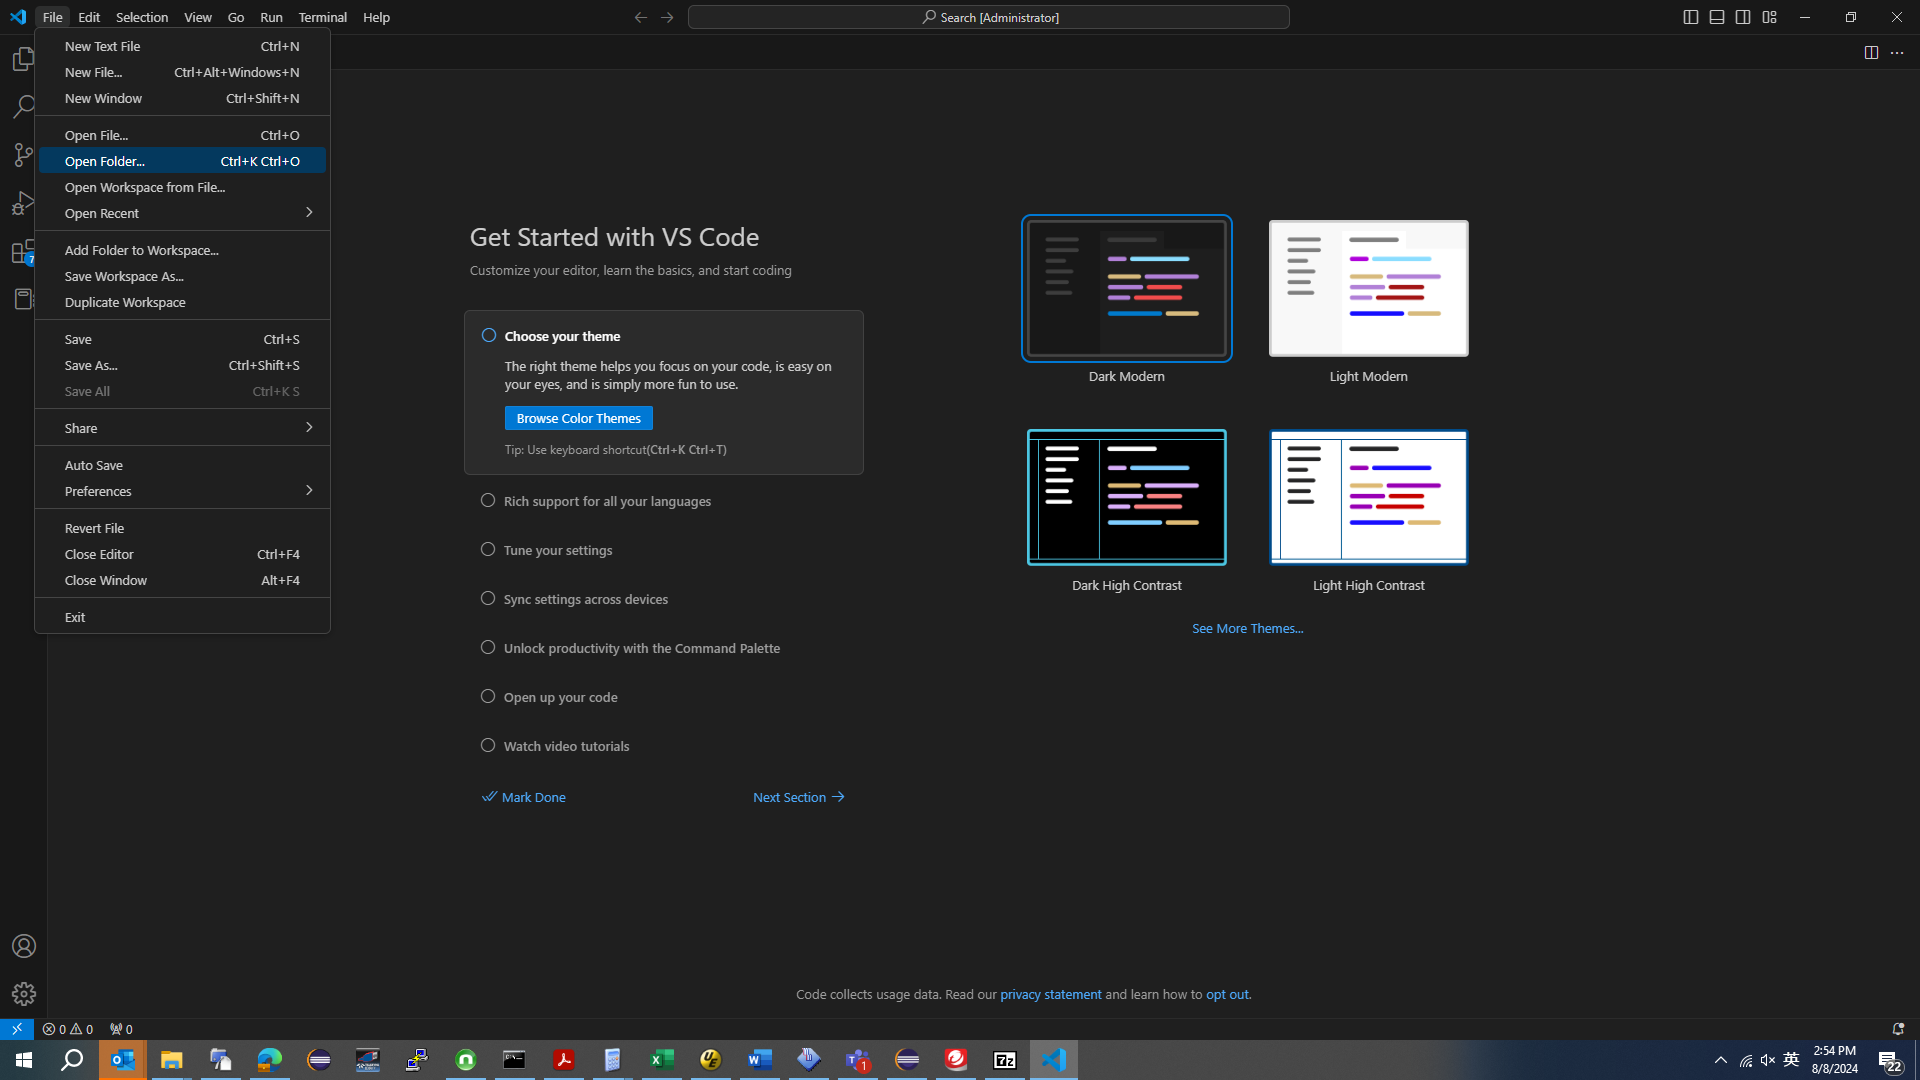 File Edit Selection View Go Run Terminal Help
Search [Administrator]
New Text File Ctrl+N
New File... Ctrl+Alt+Windows+N
New Window Ctrl+Shift+N
Open File... Ctrl+O
Open Folder... Ctrl+K Ctrl+O
Open Workspace from File...
Open Recent
Add Folder to Workspace...
Save Workspace As...
Duplicate Workspace
Save Ctrl+S
Save As... Ctrl+Shift+S
Save All Ctrl+K S
Share
Auto Save
Preferences
Revert File
Close Editor Ctrl+F4
Close Window Alt+F4
Exit
7
Get Started with VS Code
Customize your editor, learn the basics, and start coding
Choose your theme
The right theme helps you focus on your code, is easy on
your eyes, and is simply more fun to use.
Browse Color Themes
Tip: Use keyboard shortcut(Ctrl+K Ctrl+T)
Rich support for all your languages
Tune your settings
Sync settings across devices
Unlock productivity with the Command Palette
Open up your code
Watch video tutorials
Mark Done
Next Section
Dark Modern
Light Modern
Dark High Contrast
Light High Contrast
See More Themes...
Code collects usage data. Read our privacy statement and learn how to opt out.
0 0 0
1
7z
英
2:54 PM
8/8/2024
22